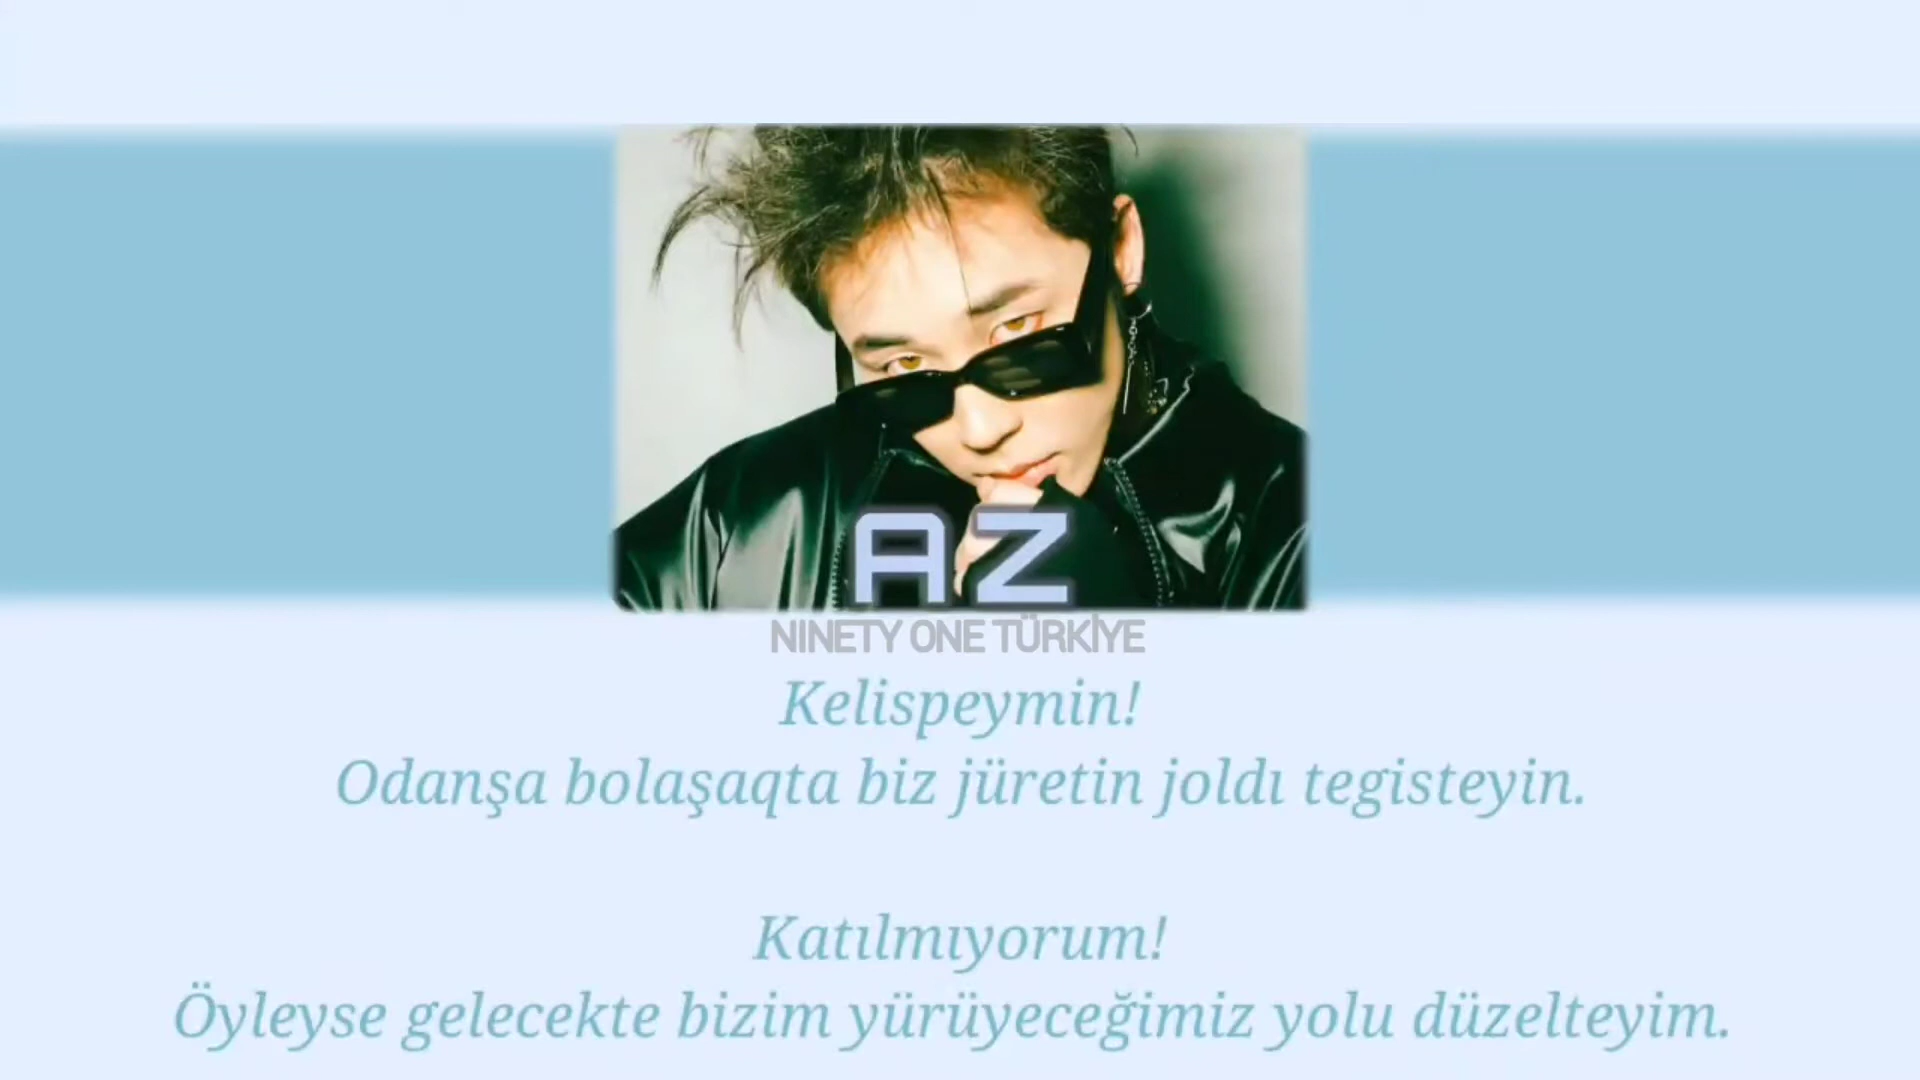 AZ
NINETY ONE TÜRKİYE
Kelispeymin!
Odanşa bolaşaqta biz jüretin joldı tegisteyin.
Katılmıyorum!
Öyleyse gelecekte bizim yürüyeceğimiz yolu düzelteyim.